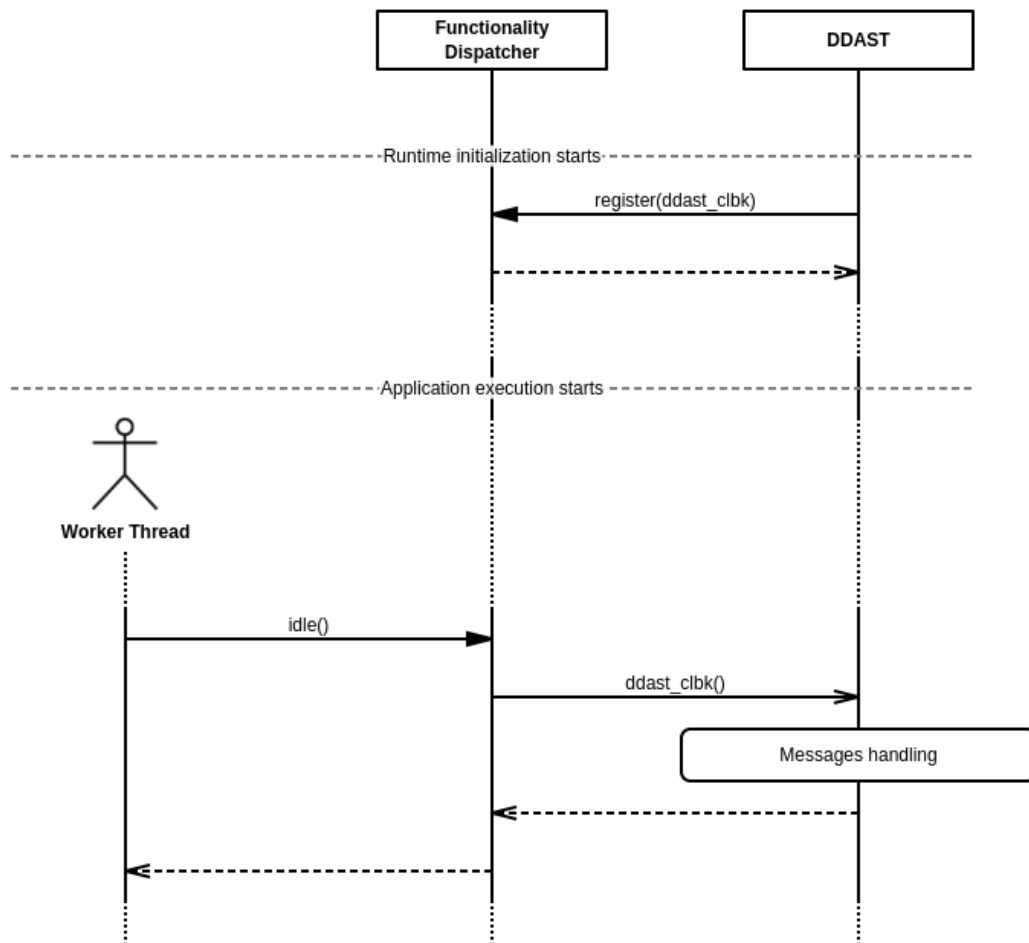 Functionality
Dispatcher
DDAST
Runtime initialization starts
register(ddast_clbk)
Application execution starts
Worker Thread
idle()
ddast_clbk()
Messages handling